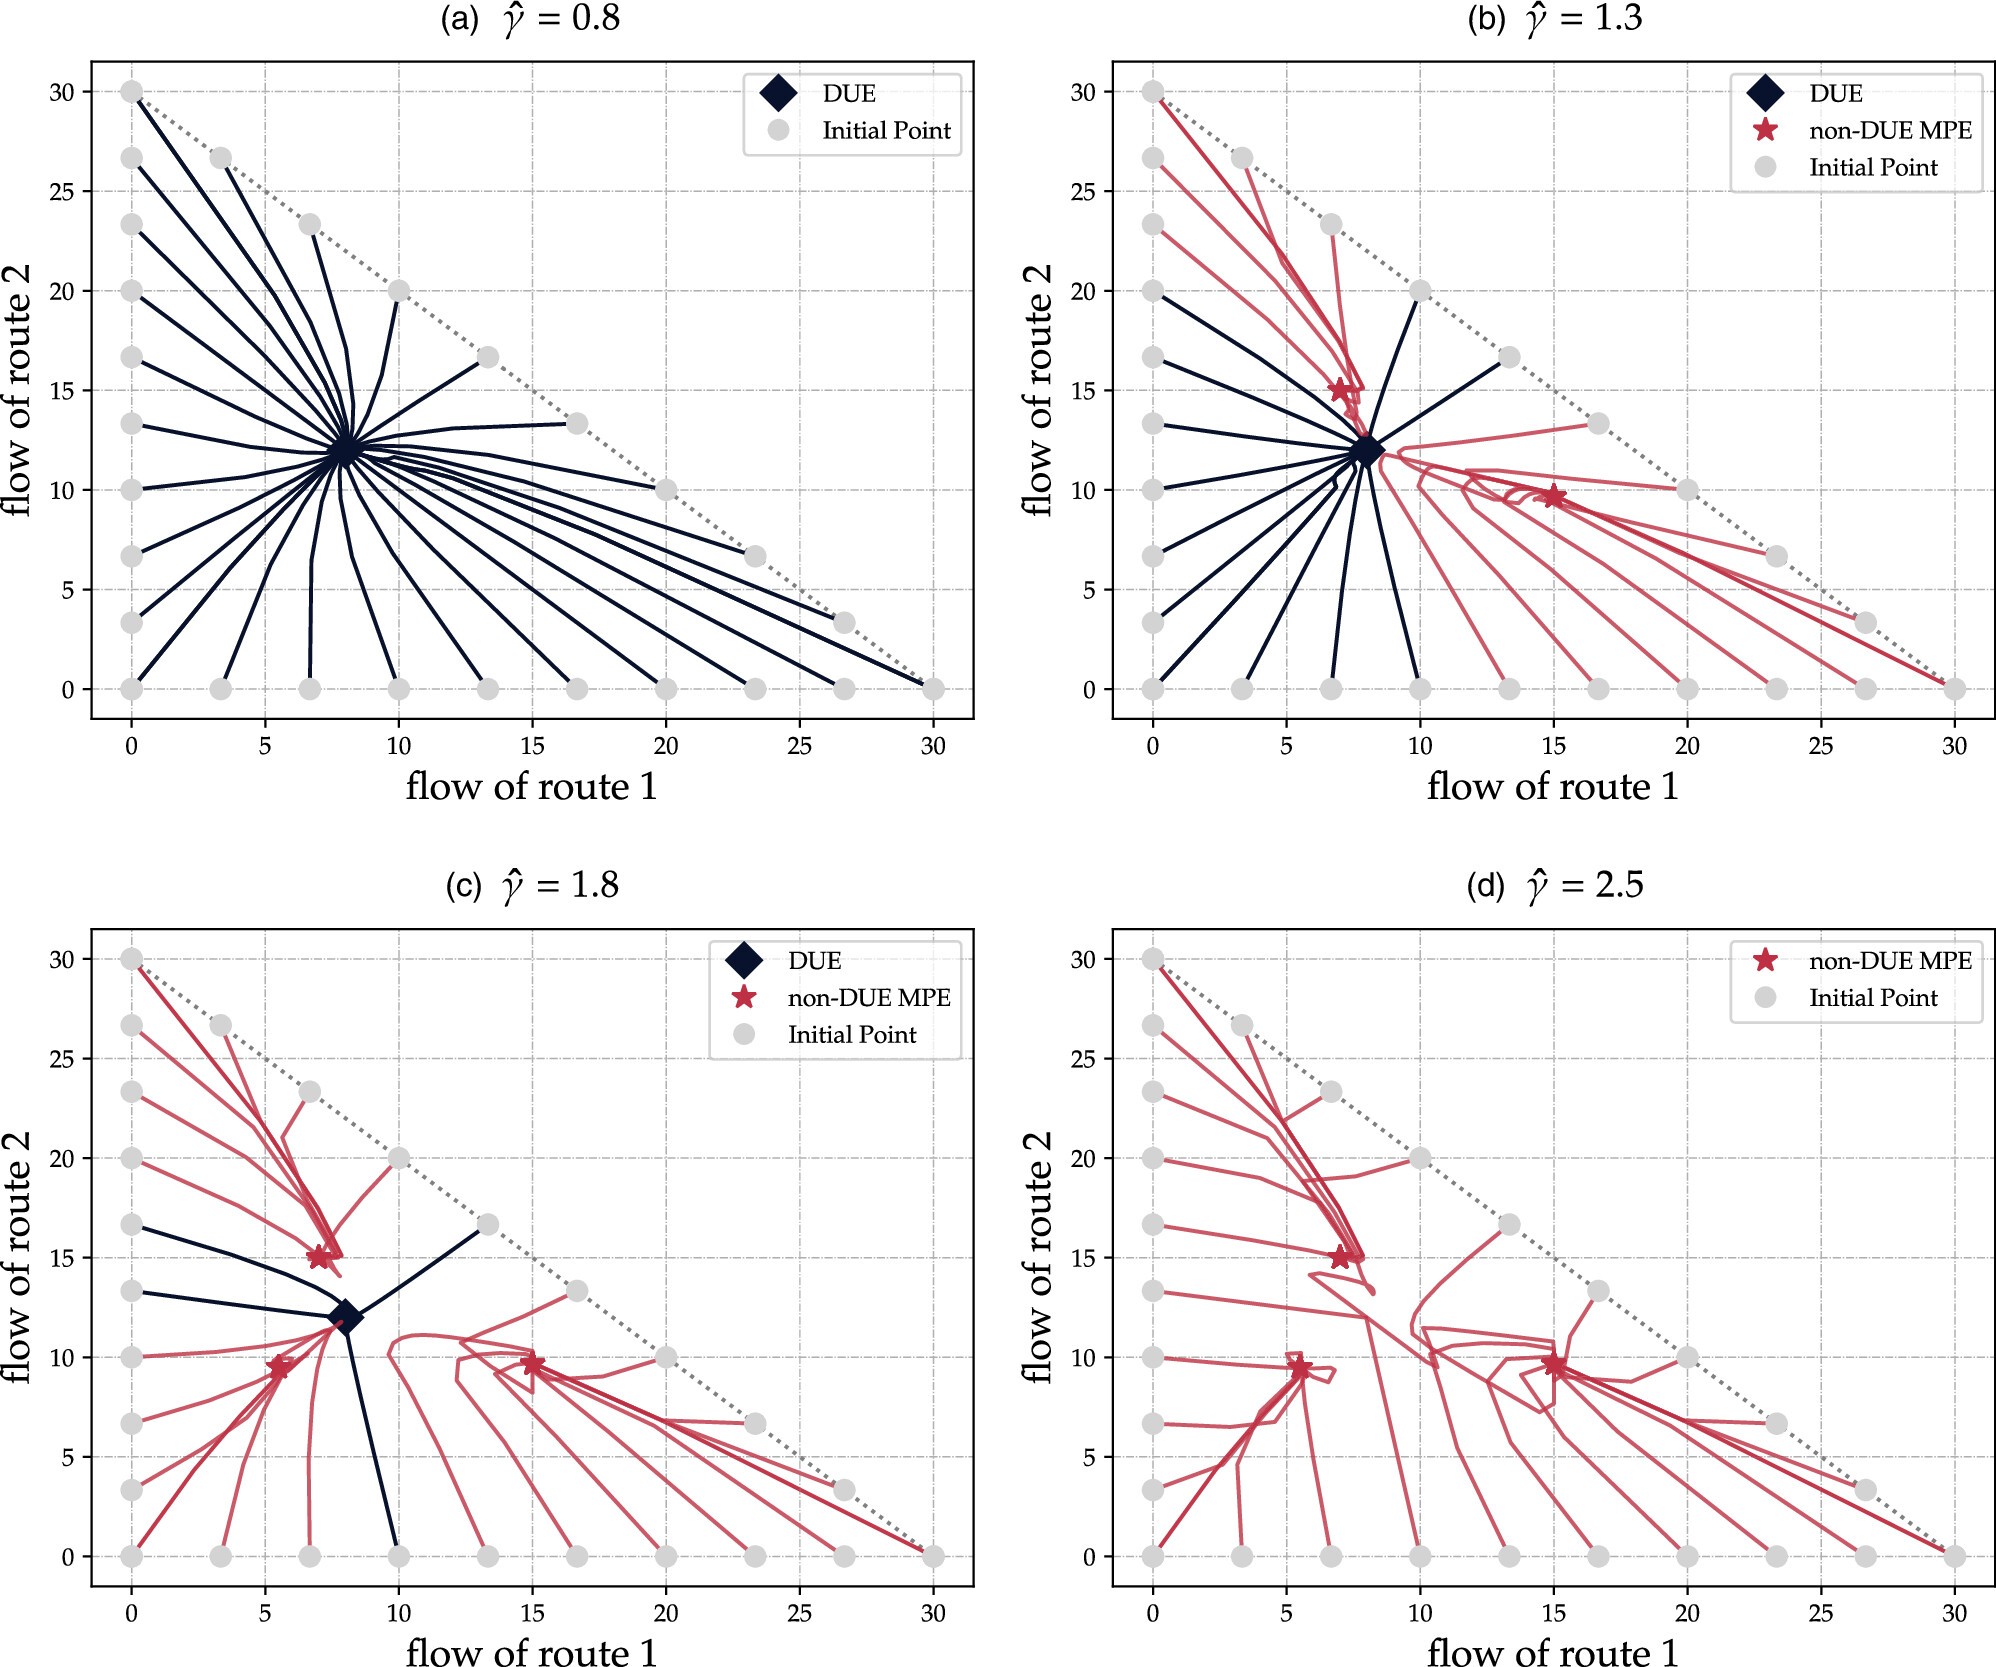 (a) γ̂ = 0.8
DUE
Initial Point
30
25
20
15
10
5
0
0 5 10 15 20 25 30
flow of route 2
flow of route 1
(b) γ̂ = 1.3
DUE
non-DUE MPE
Initial Point
30
25
20
15
10
5
0
0 5 10 15 20 25 30
flow of route 2
flow of route 1
(c) γ̂ = 1.8
DUE
non-DUE MPE
Initial Point
30
25
20
15
10
5
0
0 5 10 15 20 25 30
flow of route 2
flow of route 1
(d) γ̂ = 2.5
non-DUE MPE
Initial Point
30
25
20
15
10
5
0
0 5 10 15 20 25 30
flow of route 2
flow of route 1